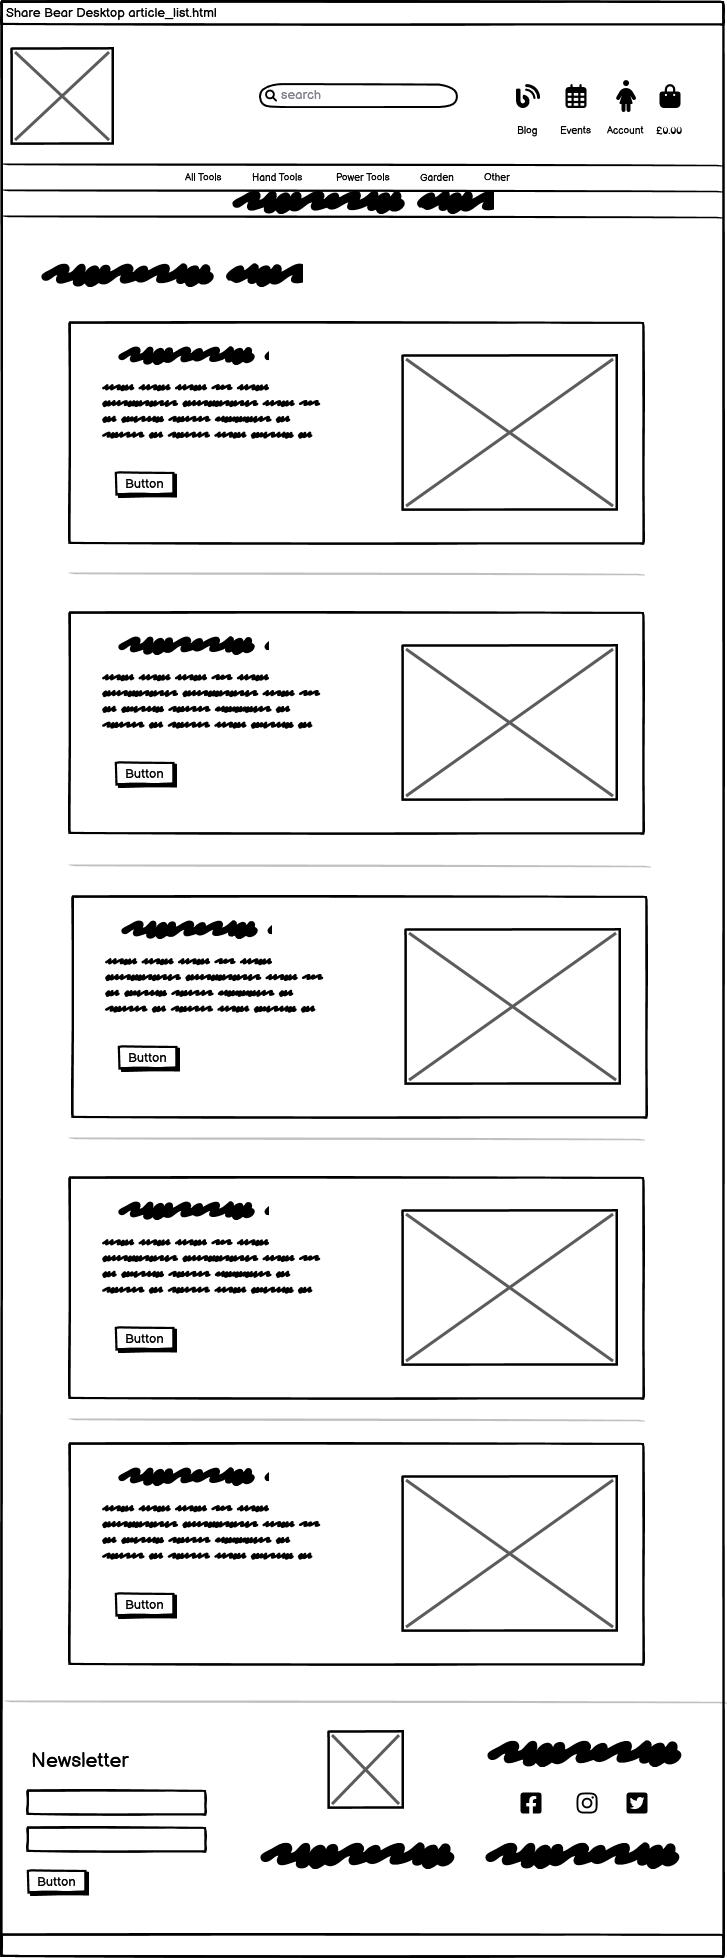 Share Bear Desktop article_list.html
search
Blog Events Account £0.00
All Tools Hand Tools Power Tools Garden Other
Button
Button
Button
Button
Button
Newsletter
Button